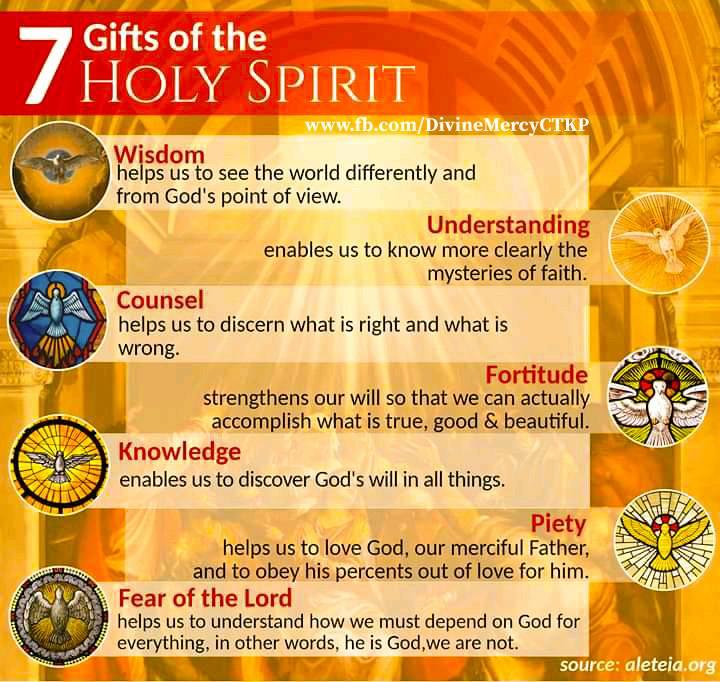 7 Gifts of the
HOLY SPIRIT
www.fb.com/DivineMercyCTKP
Wisdom
helps us to see the world differently and
from God's point of view.
Understanding
enables us to know more clearly the
mysteries of faith.
Counsel
helps us to discern what is right and what is
wrong.
Fortitude
strengthens our will so that we can actually
accomplish what is true, good & beautiful.
Knowledge
enables us to discover God's will in all things.
Piety
helps us to love God, our merciful Father,
and to obey his percents out of love for him.
Fear of the Lord
helps us to understand how we must depend on God for
everything, in other words, he is God,we are not.
source: aleteia.org